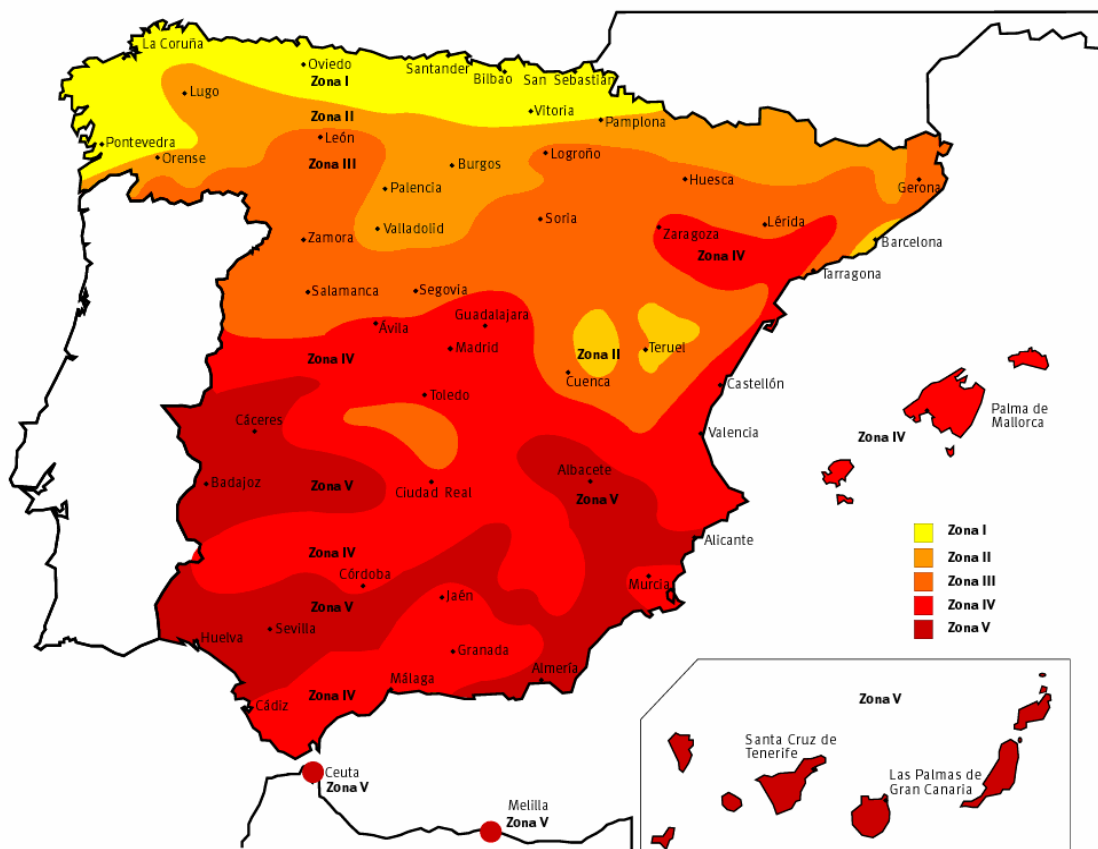 La Coruña
Oviedo
Santander
Bilbao
San Sebastián
Zona I
Lugo
Vitoria
Zona II
Pamplona
León
Pontevedra
Orense
Zona III
Burgos
Logroño
Palencia
Huesca
Gerona
Valladolid
Soria
Lérida
Zamora
Zaragoza
Barcelona
Zona IV
Tarragona
Salamanca
Segovia
Guadalajara
Ávila
Madrid
Zona IV
Zona II
Teruel
Cuenca
Toledo
Castellón
Cáceres
Palma de
Mallorca
Valencia
Zona IV
Albacete
Badajoz
Zona V
Ciudad Real
Zona V
Alicante
Zona I
Zona II
Zona III
Zona IV
Zona V
Zona IV
Córdoba
Murcia
Jaén
Zona V
Sevilla
Huelva
Granada
Almería
Málaga
Zona IV
Cádiz
Zona V
Santa Cruz de
Tenerife
Las Palmas de
Gran Canaria
Ceuta
Zona V
Melilla
Zona V